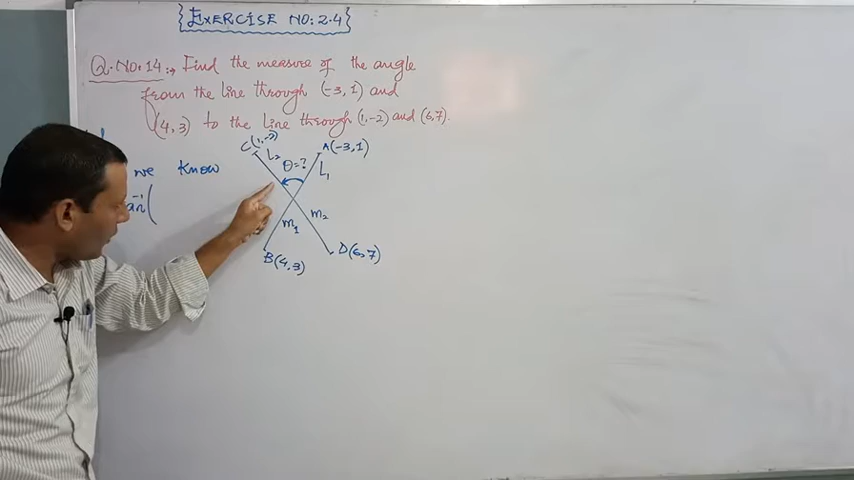 EXERCISE NO: 2.4
Q.NO:14:→ Find the measure of the angle
from the Line through (-3,1) and
(4,3) to the Line through (1,-2) and (6,7).
C(1,-2) A(-3,1)
L₂ θ=? L₁
we know
an⁻¹(
m₁ m₂
B(4,3) D(6,7)